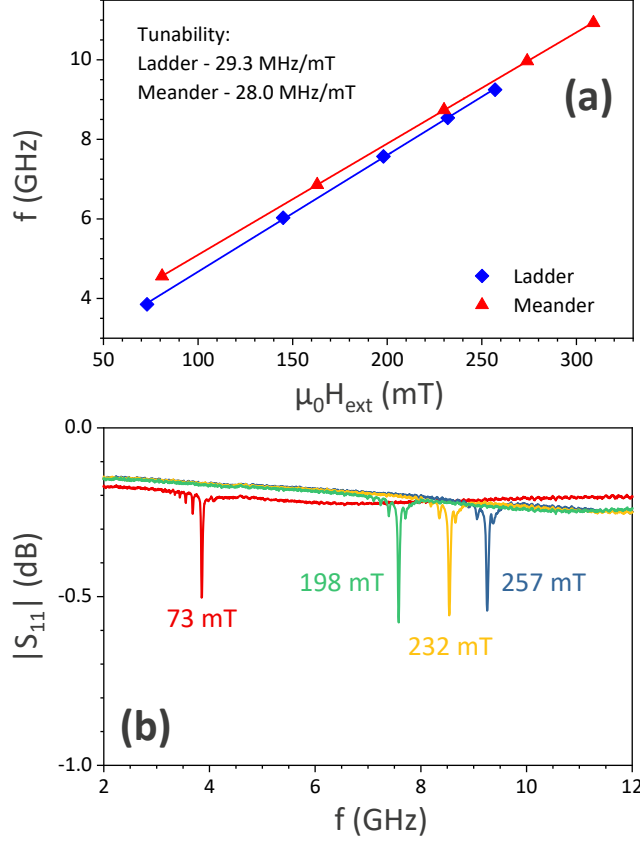 Tunability:
Ladder - 29.3 MHz/mT
Meander - 28.0 MHz/mT
(a)
10
8
6
4
f (GHz)
Ladder
Meander
50
100
150
200
250
300
μ₀Hₑₓₜ (mT)
0.0
-0.5
-1.0
|S₁₁| (dB)
73 mT
198 mT
232 mT
257 mT
(b)
2
4
6
8
10
12
f (GHz)